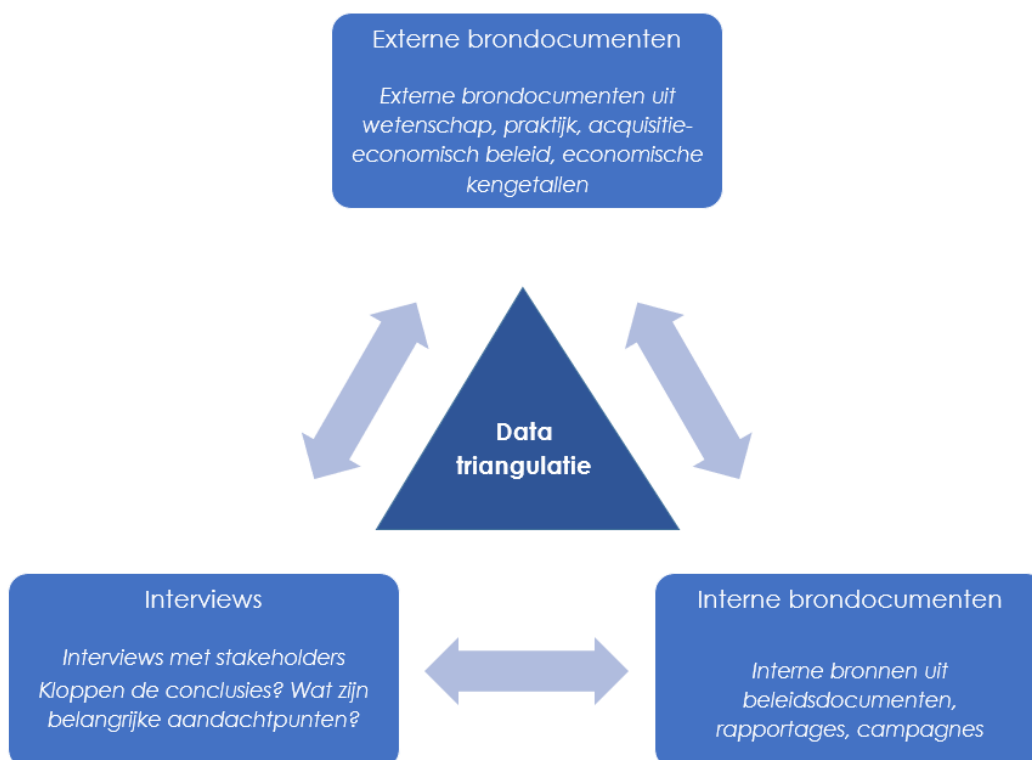 Externe brondocumenten
Externe brondocumenten uit
wetenschap, praktijk, acquisitie-
economisch beleid, economische
kengetallen
Data
triangulatie
Interviews
Interviews met stakeholders
Kloppen de conclusies? Wat zijn
belangrijke aandachtpunten?
Interne brondocumenten
Interne bronnen uit
beleidsdocumenten,
rapportages, campagnes